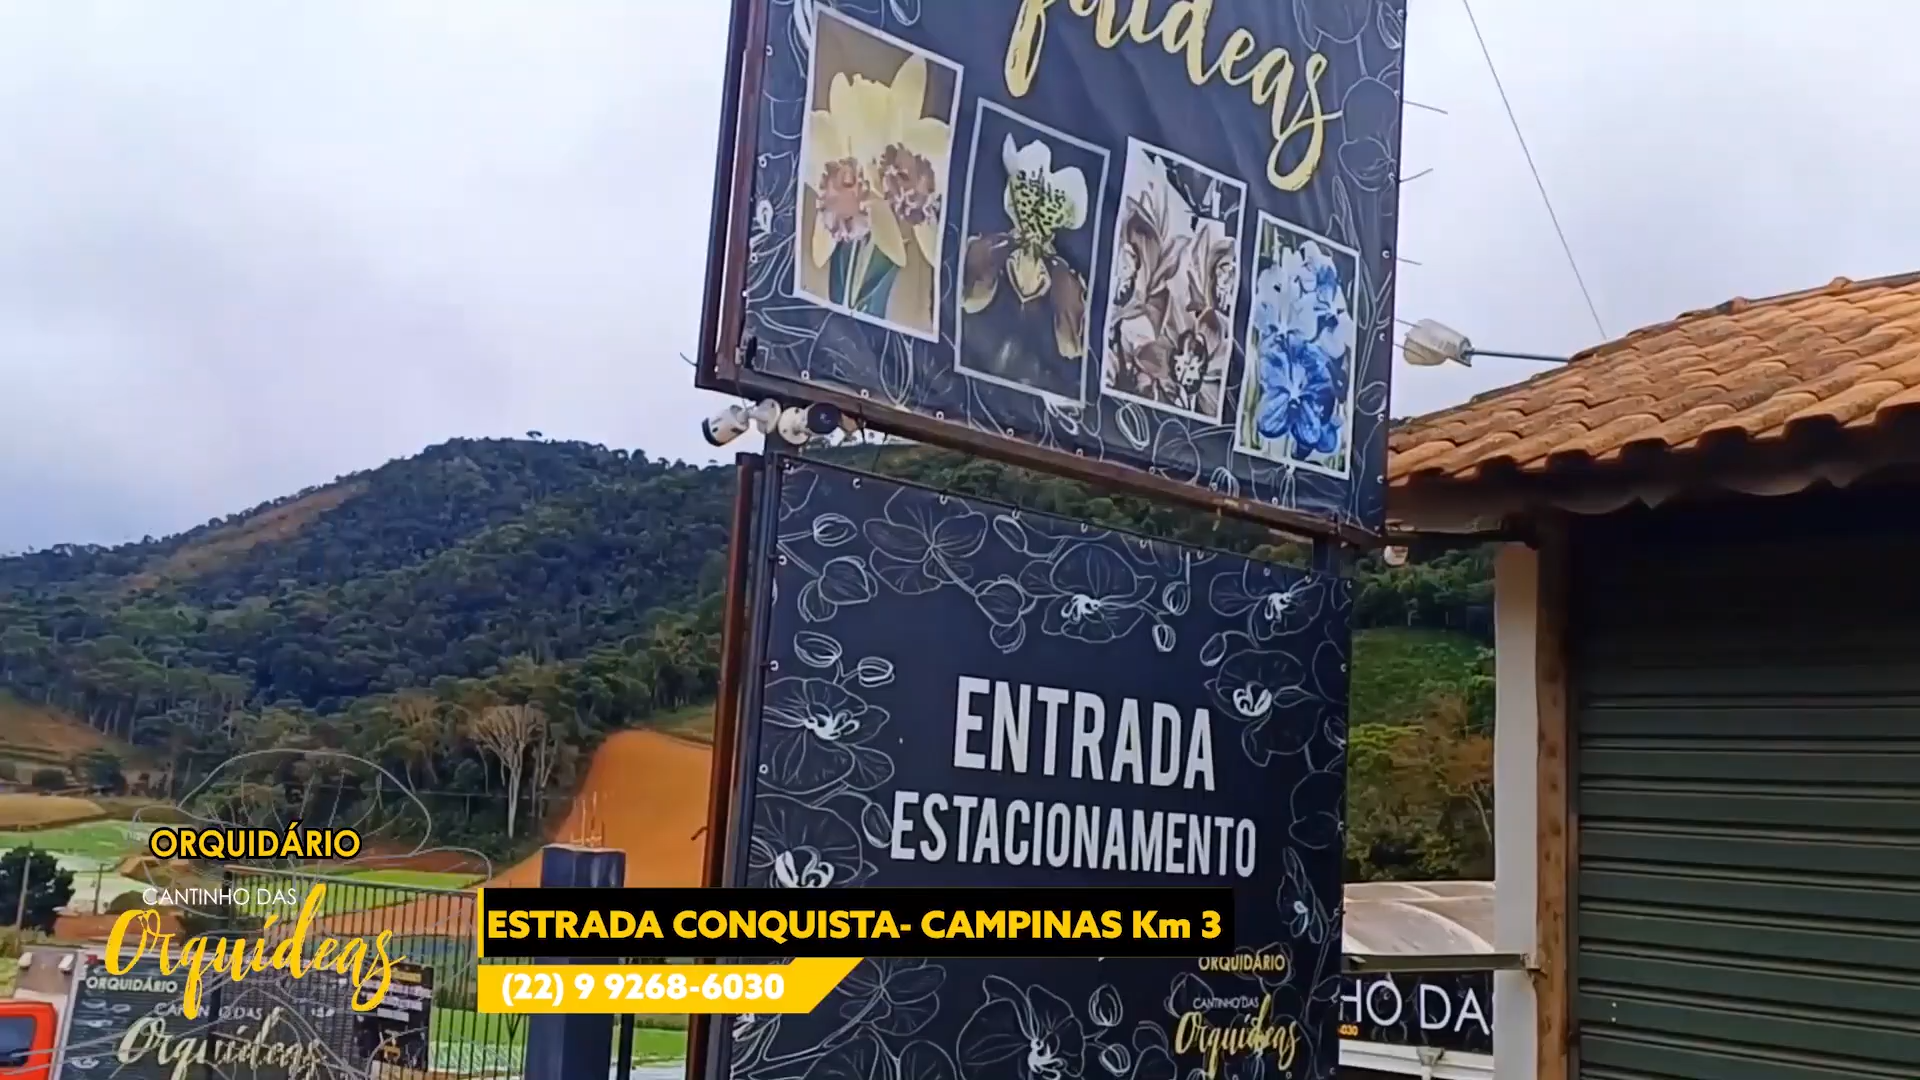 ENTRADA
ESTACIONAMENTO
ORQUIDÁRIO
CANTINHO DAS
Orquídeas
ESTRADA CONQUISTA- CAMPINAS Km 3
(22) 9 9268-6030
ORQUIDÁRIO
CANTINHO DAS
Orquídeas
ORQUIDÁRIO
Orquídeas
HO DAS